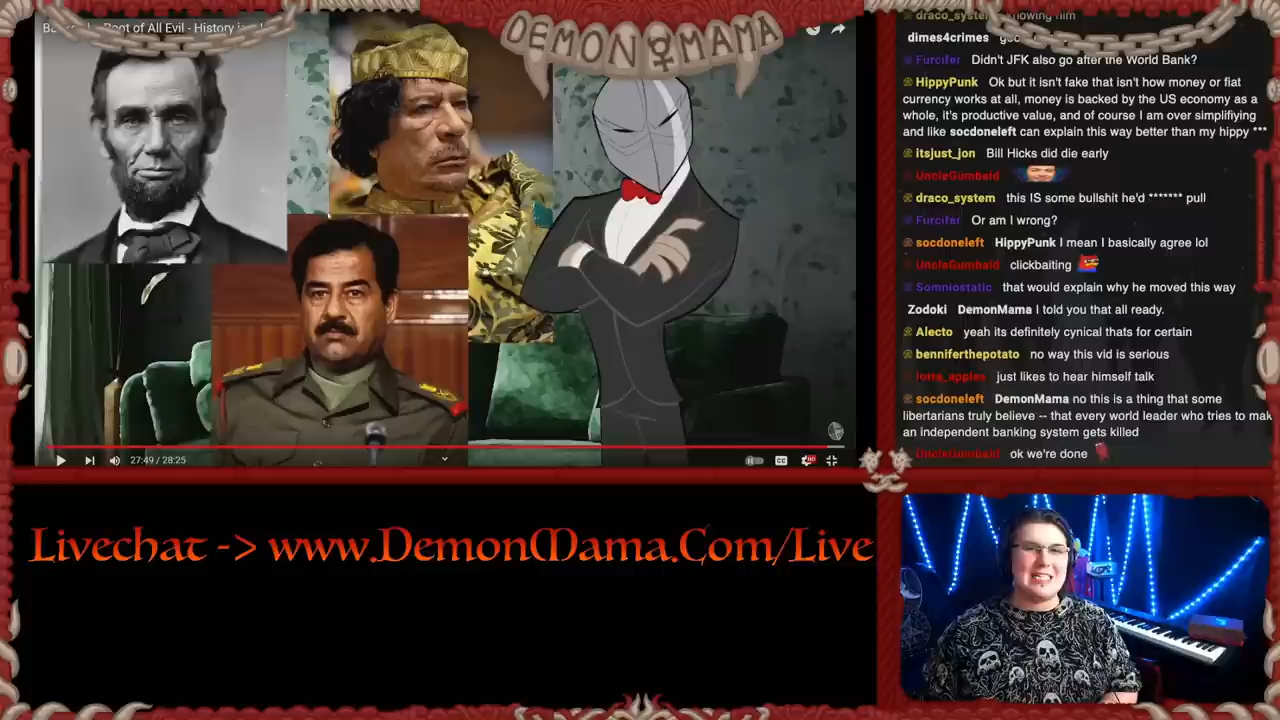 DEMON MAMA
Root of All Evil - History
27:49 / 28:25
CC
HD
Livechat -> www.DemonMama.Com/Live
draco_system knowing him
dimes4crimes
Furcifer Didn't JFK also go after the World Bank?
HippyPunk Ok but it isn't fake that isn't how money or fiat
currency works at all, money is backed by the US economy as a
whole, it's productive value, and of course I am over simplifiying
and like socdoneleft can explain this way better than my hippy ***
itsjust_jon Bill Hicks did die early
UncleGumbald
draco_system this IS some bullshit he'd ******* pull
Furcifer Or am I wrong?
socdoneleft HippyPunk I mean I basically agree lol
UncleGumbald clickbaiting
Somniostatic that would explain why he moved this way
Zodoki DemonMama I told you that all ready.
Alecto yeah its definitely cynical thats for certain
benniferthepotato no way this vid is serious
lotta_apples just likes to hear himself talk
socdoneleft DemonMama no this is a thing that some
libertarians truly believe -- that every world leader who tries to mak
an independent banking system gets killed
UncleGumbald ok we're done